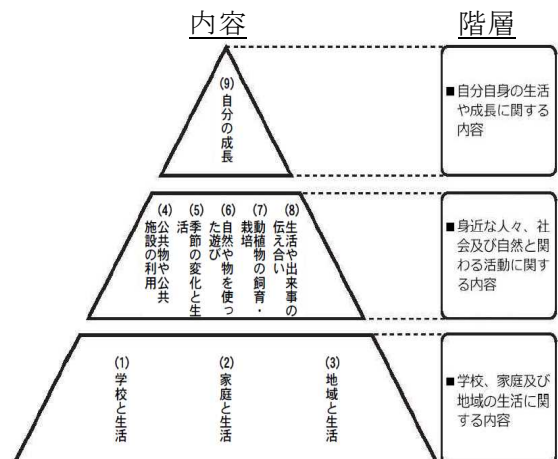 内容
階層
(9)
自分の成長
■自分自身の生活
や成長に関する
内容
(4)
公共物や公共
施設の利用
(5)
季節の変化と生
活
(6)
自然や物を使っ
た遊び
(7)
動植物の飼育・
栽培
(8)
生活や出来事の
伝え合い
■身近な人々、社
会及び自然と関
わる活動に関す
る内容
(1)
学校と生活
(2)
家庭と生活
(3)
地域と生活
■学校、家庭及び
地域の生活に関
する内容